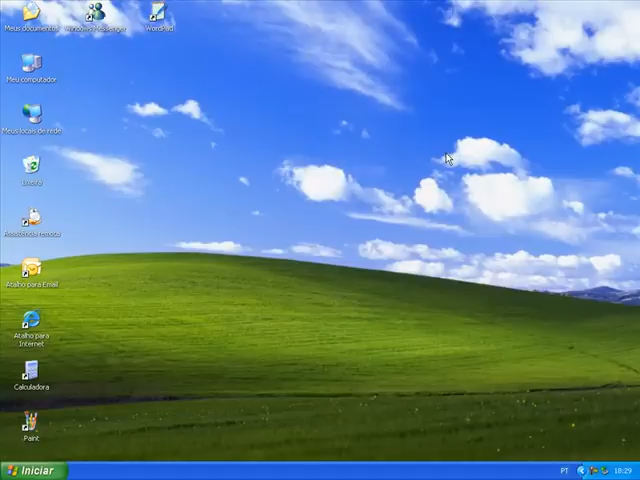 Meus documentos
Windows Messenger
WordPad
Meu computador
Meus locais de rede
Lixeira
Assistência remota
Atalho para Email
Atalho para
Internet
Calculadora
Paint
Iniciar
PT
18:29